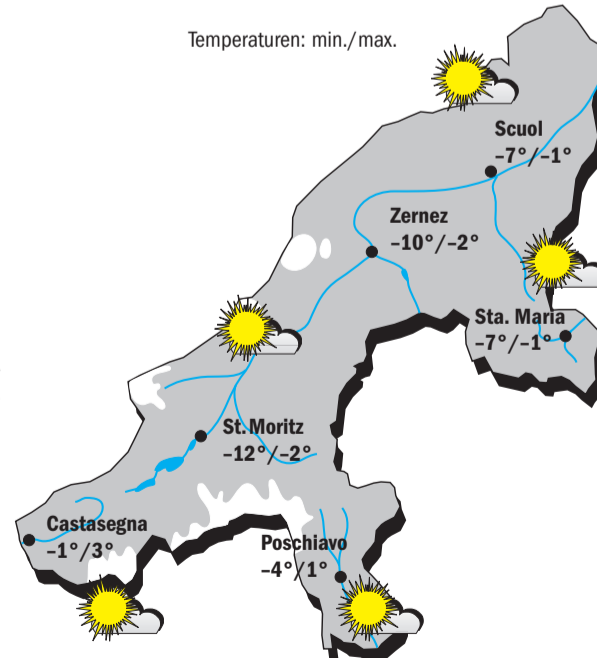 Temperaturen: min./max.
Scuol
–7°/–1°
Zernez
–10°/–2°
Sta. Maria
–7°/–1°
St. Moritz
–12°/–2°
Castasegna
–1°/3°
Poschiavo
–4°/1°